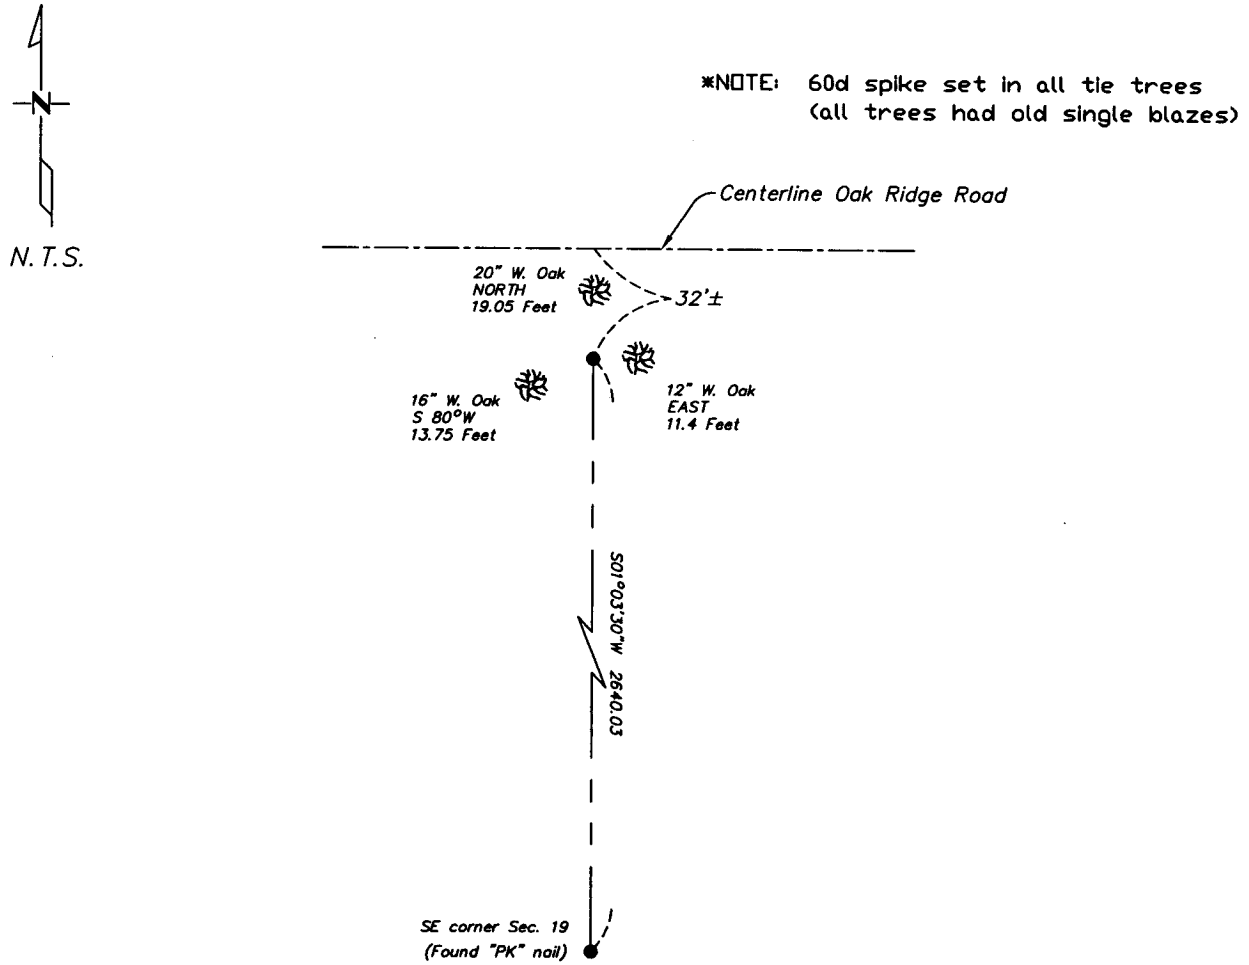 *NOTE: 60d spike set in all tie trees
(all trees had old single blazes)
N
N.T.S.
Centerline Oak Ridge Road
20" W. Oak
NORTH
19.05 Feet
32'±
16" W. Oak
S 80°W
13.75 Feet
12" W. Oak
EAST
11.4 Feet
S01°03'30"W 2640.03
SE corner Sec. 19
(Found "PK" nail)